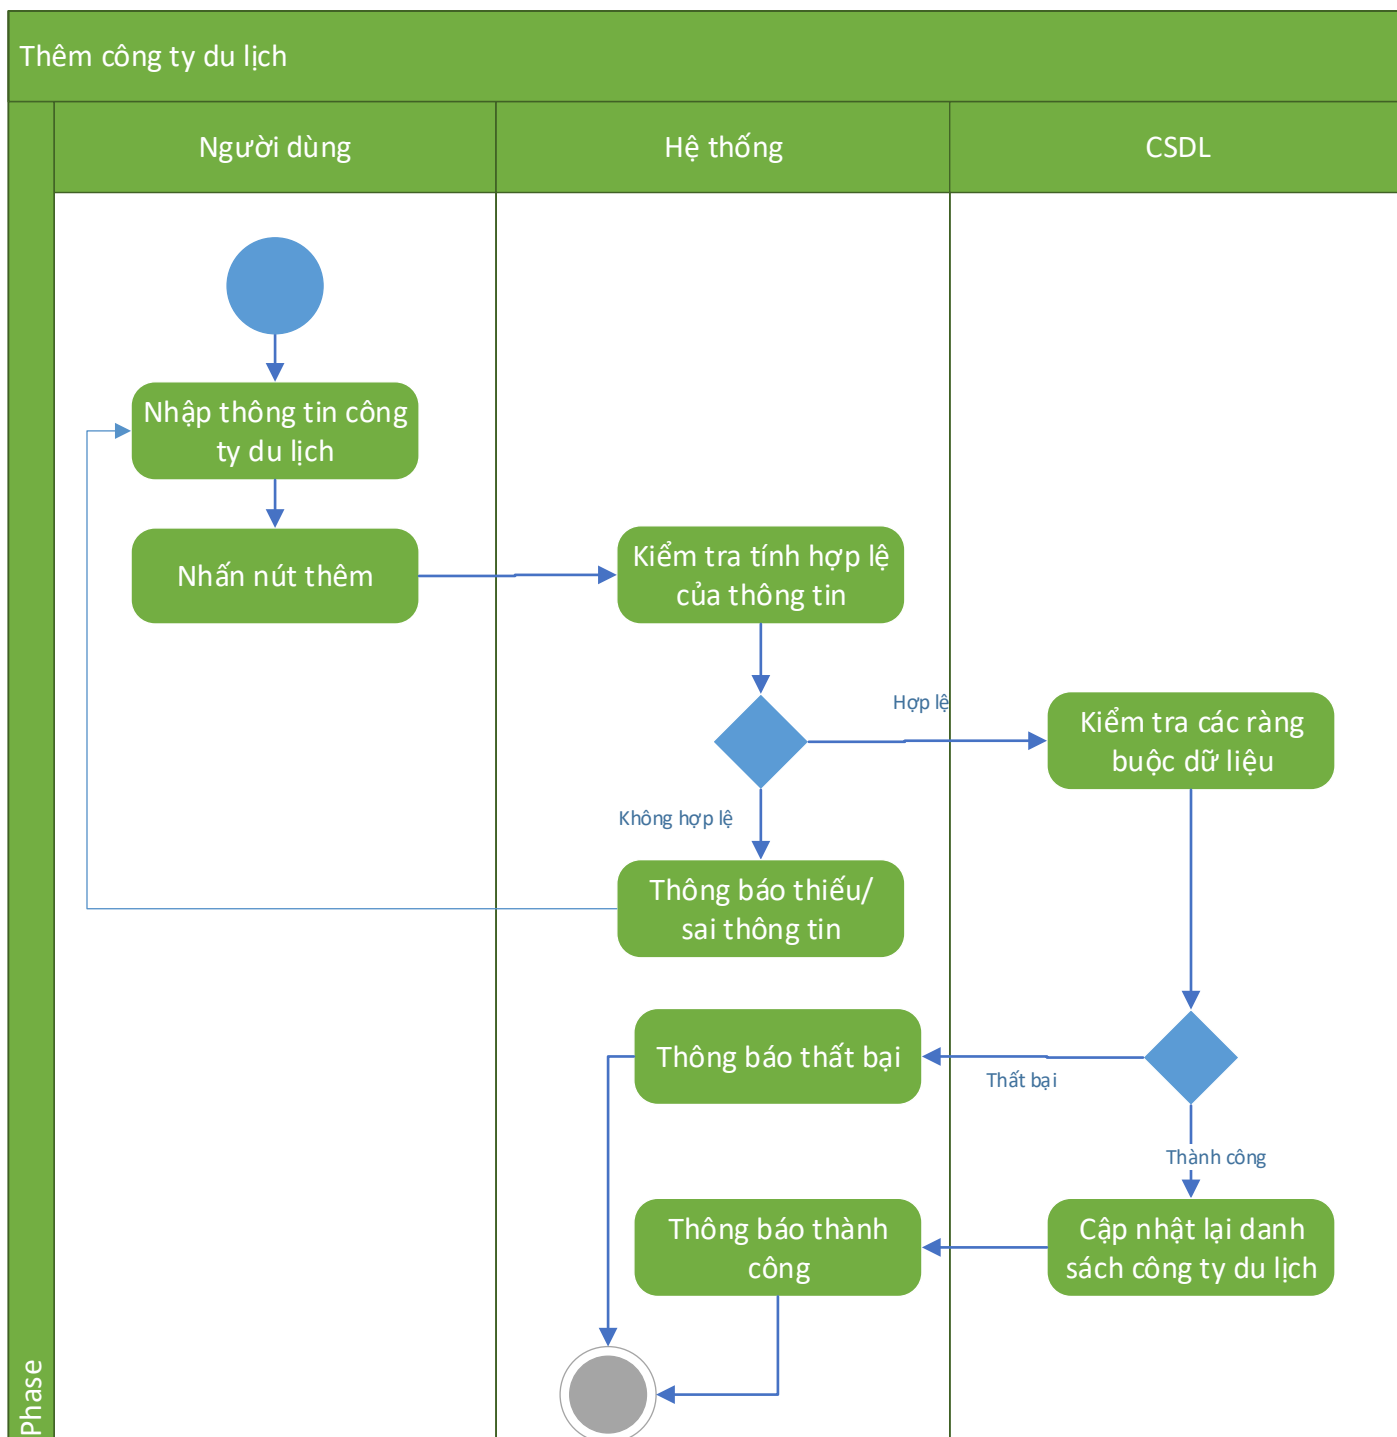 Thêm công ty du lịch
Người dùng
Hệ thống
CSDL
Nhập thông tin công
ty du lịch
Nhấn nút thêm
Kiểm tra tính hợp lệ
của thông tin
Hợp lệ
Kiểm tra các ràng
buộc dữ liệu
Không hợp lệ
Thông báo thiếu/
sai thông tin
Thông báo thất bại
Thất bại
Thành công
Thông báo thành
công
Cập nhật lại danh
sách công ty du lịch
Phase